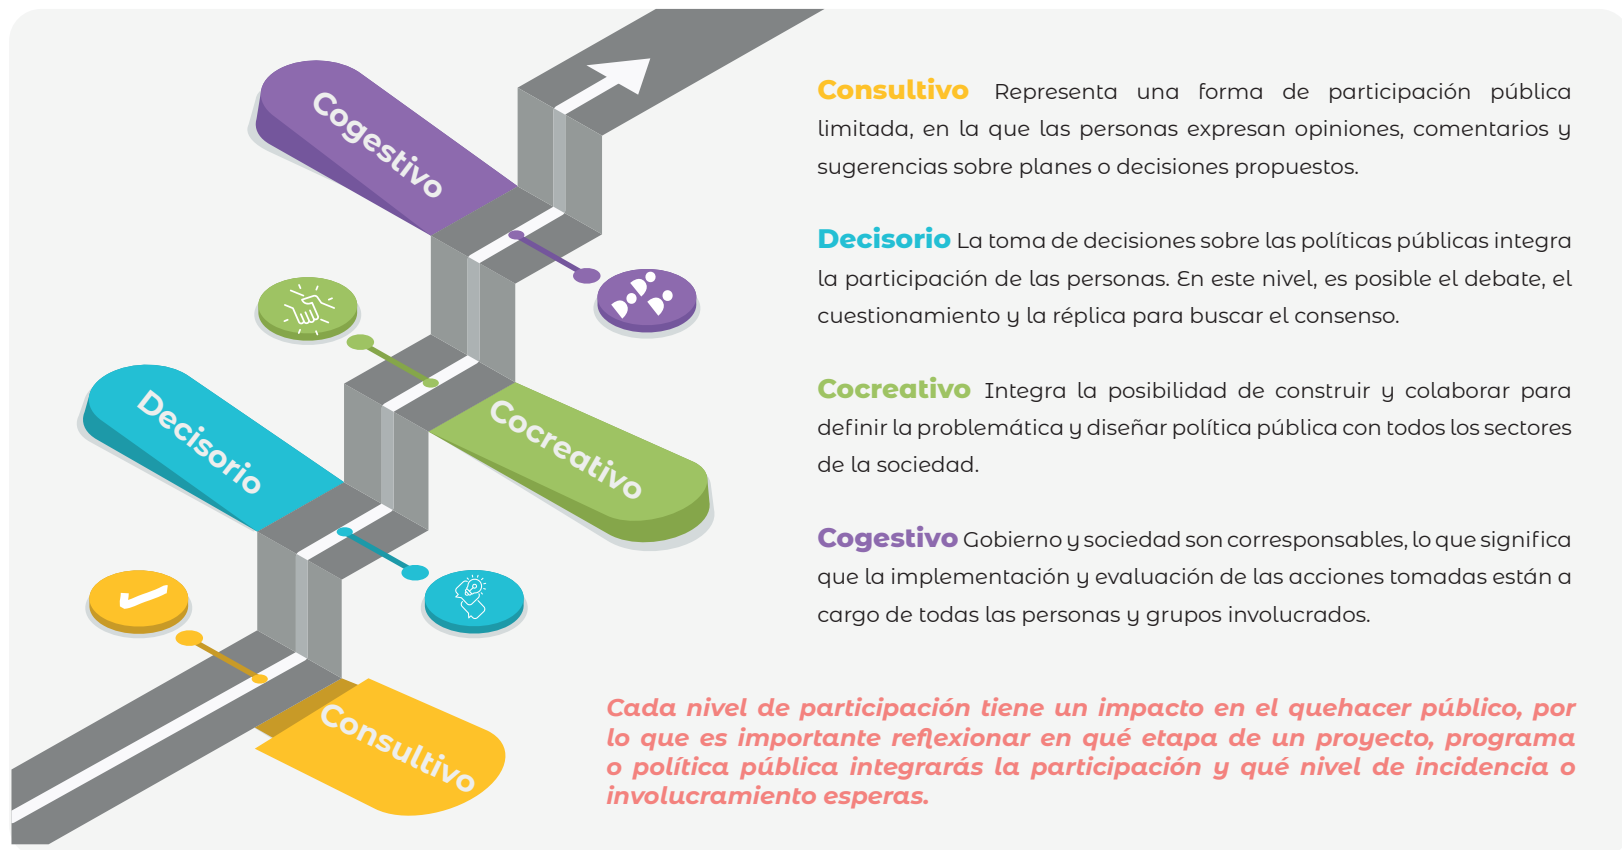 Cogestivo
Decisorio
Cocreativo
Consultivo
Consultivo Representa una forma de participación pública
limitada, en la que las personas expresan opiniones, comentarios y
sugerencias sobre planes o decisiones propuestos.
Decisorio La toma de decisiones sobre las políticas públicas integra
la participación de las personas. En este nivel, es posible el debate, el
cuestionamiento y la réplica para buscar el consenso.
Cocreativo Integra la posibilidad de construir y colaborar para
definir la problemática y diseñar política pública con todos los sectores
de la sociedad.
Cogestivo Gobierno y sociedad son corresponsables, lo que significa
que la implementación y evaluación de las acciones tomadas están a
cargo de todas las personas y grupos involucrados.
Cada nivel de participación tiene un impacto en el quehacer público, por
lo que es importante reflexionar en qué etapa de un proyecto, programa
o política pública integrarás la participación y qué nivel de incidencia o
involucramiento esperas.